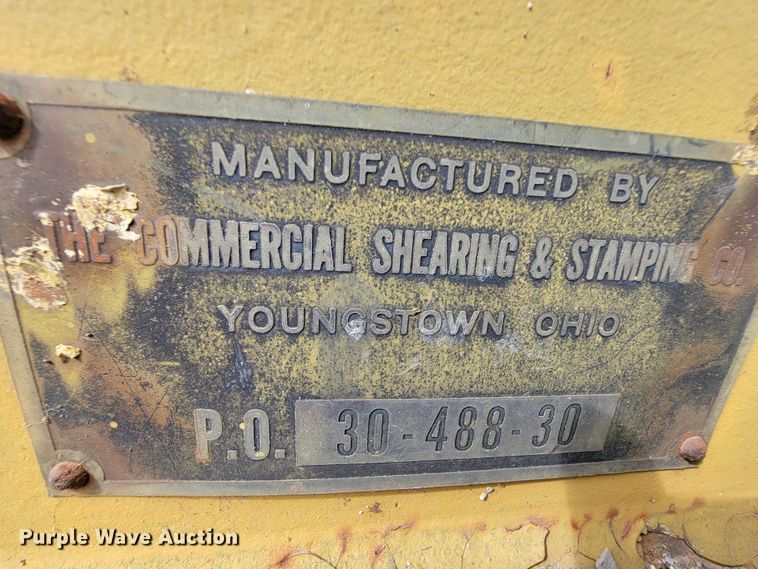 MANUFACTURED BY
THE COMMERCIAL SHEARING & STAMPING CO.
YOUNGSTOWN, OHIO
P.O. 30-488-30
Purple Wave Auction